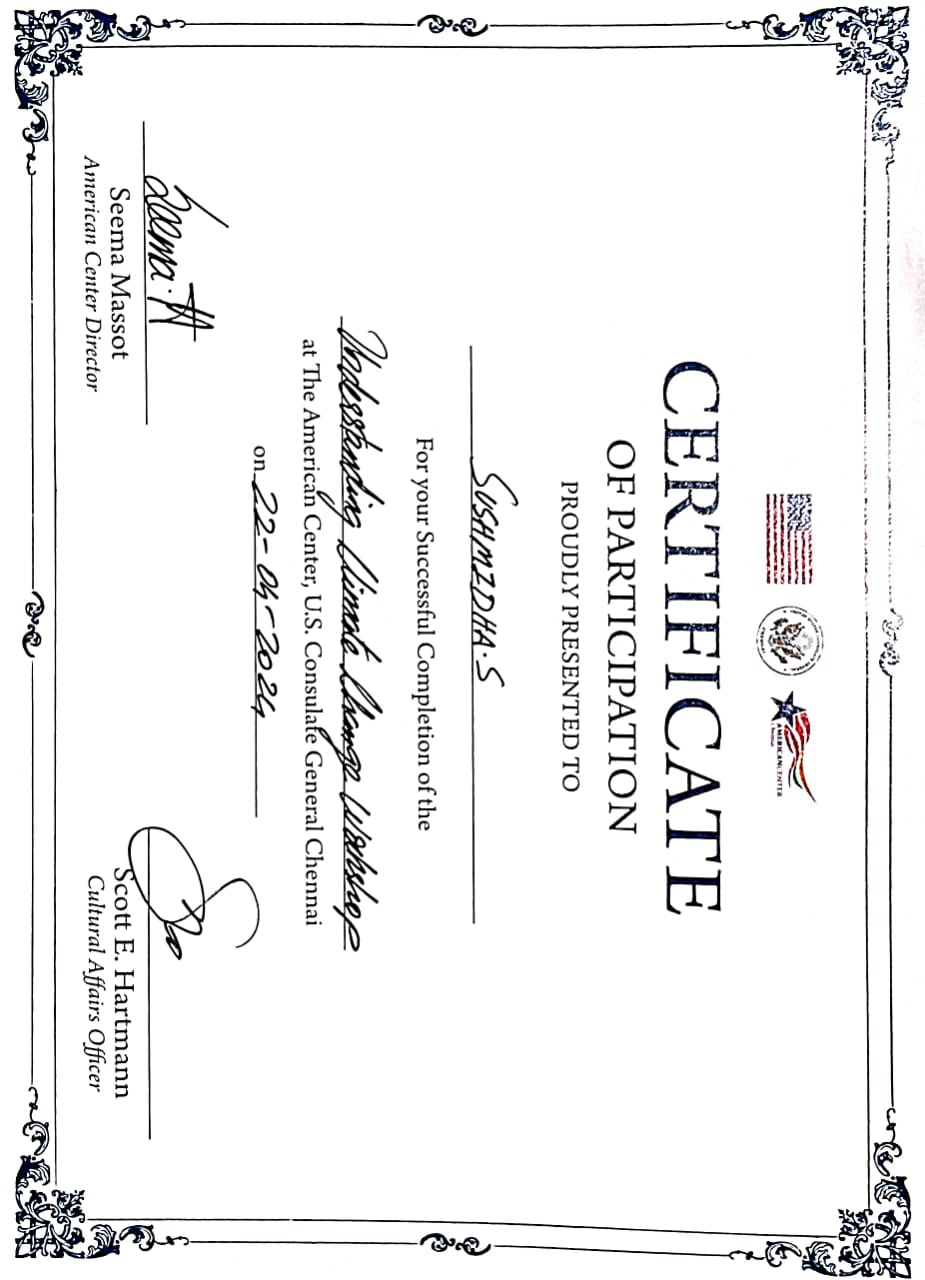 AMERICAN CENTER
CERTIFICATE
OF PARTICIPATION
PROUDLY PRESENTED TO
SUSHMIDHA.S
For your Successful Completion of the
Understanding Climate Change Workshop
at The American Center, U.S. Consulate General Chennai
on 22-04-2024
Seema Massot
American Center Director
Scott E. Hartmann
Cultural Affairs Officer